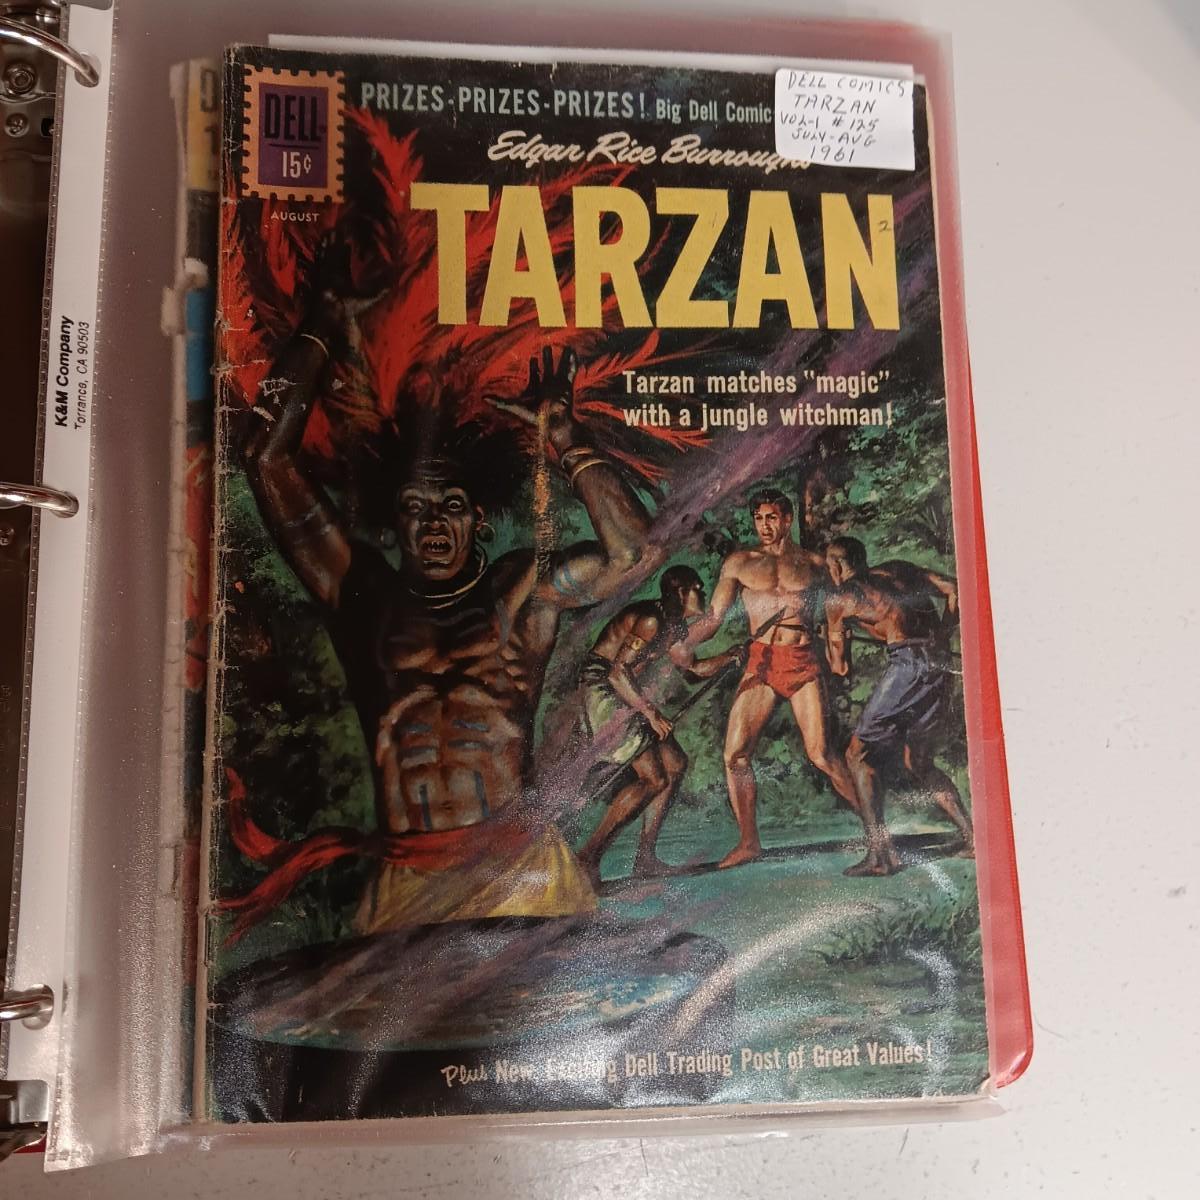 DELL
15¢
AUGUST
PRIZES-PRIZES-PRIZES! Big Dell Comic
DELL COMICS
TARZAN
VOL-1 #125
JULY-AUG
1961
Edgar Rice Burroughs
TARZAN
2
Tarzan matches "magic"
with a jungle witchman!
Plus New Exciting Dell Trading Post of Great Values!
K&M Company
Torrance, CA 90503